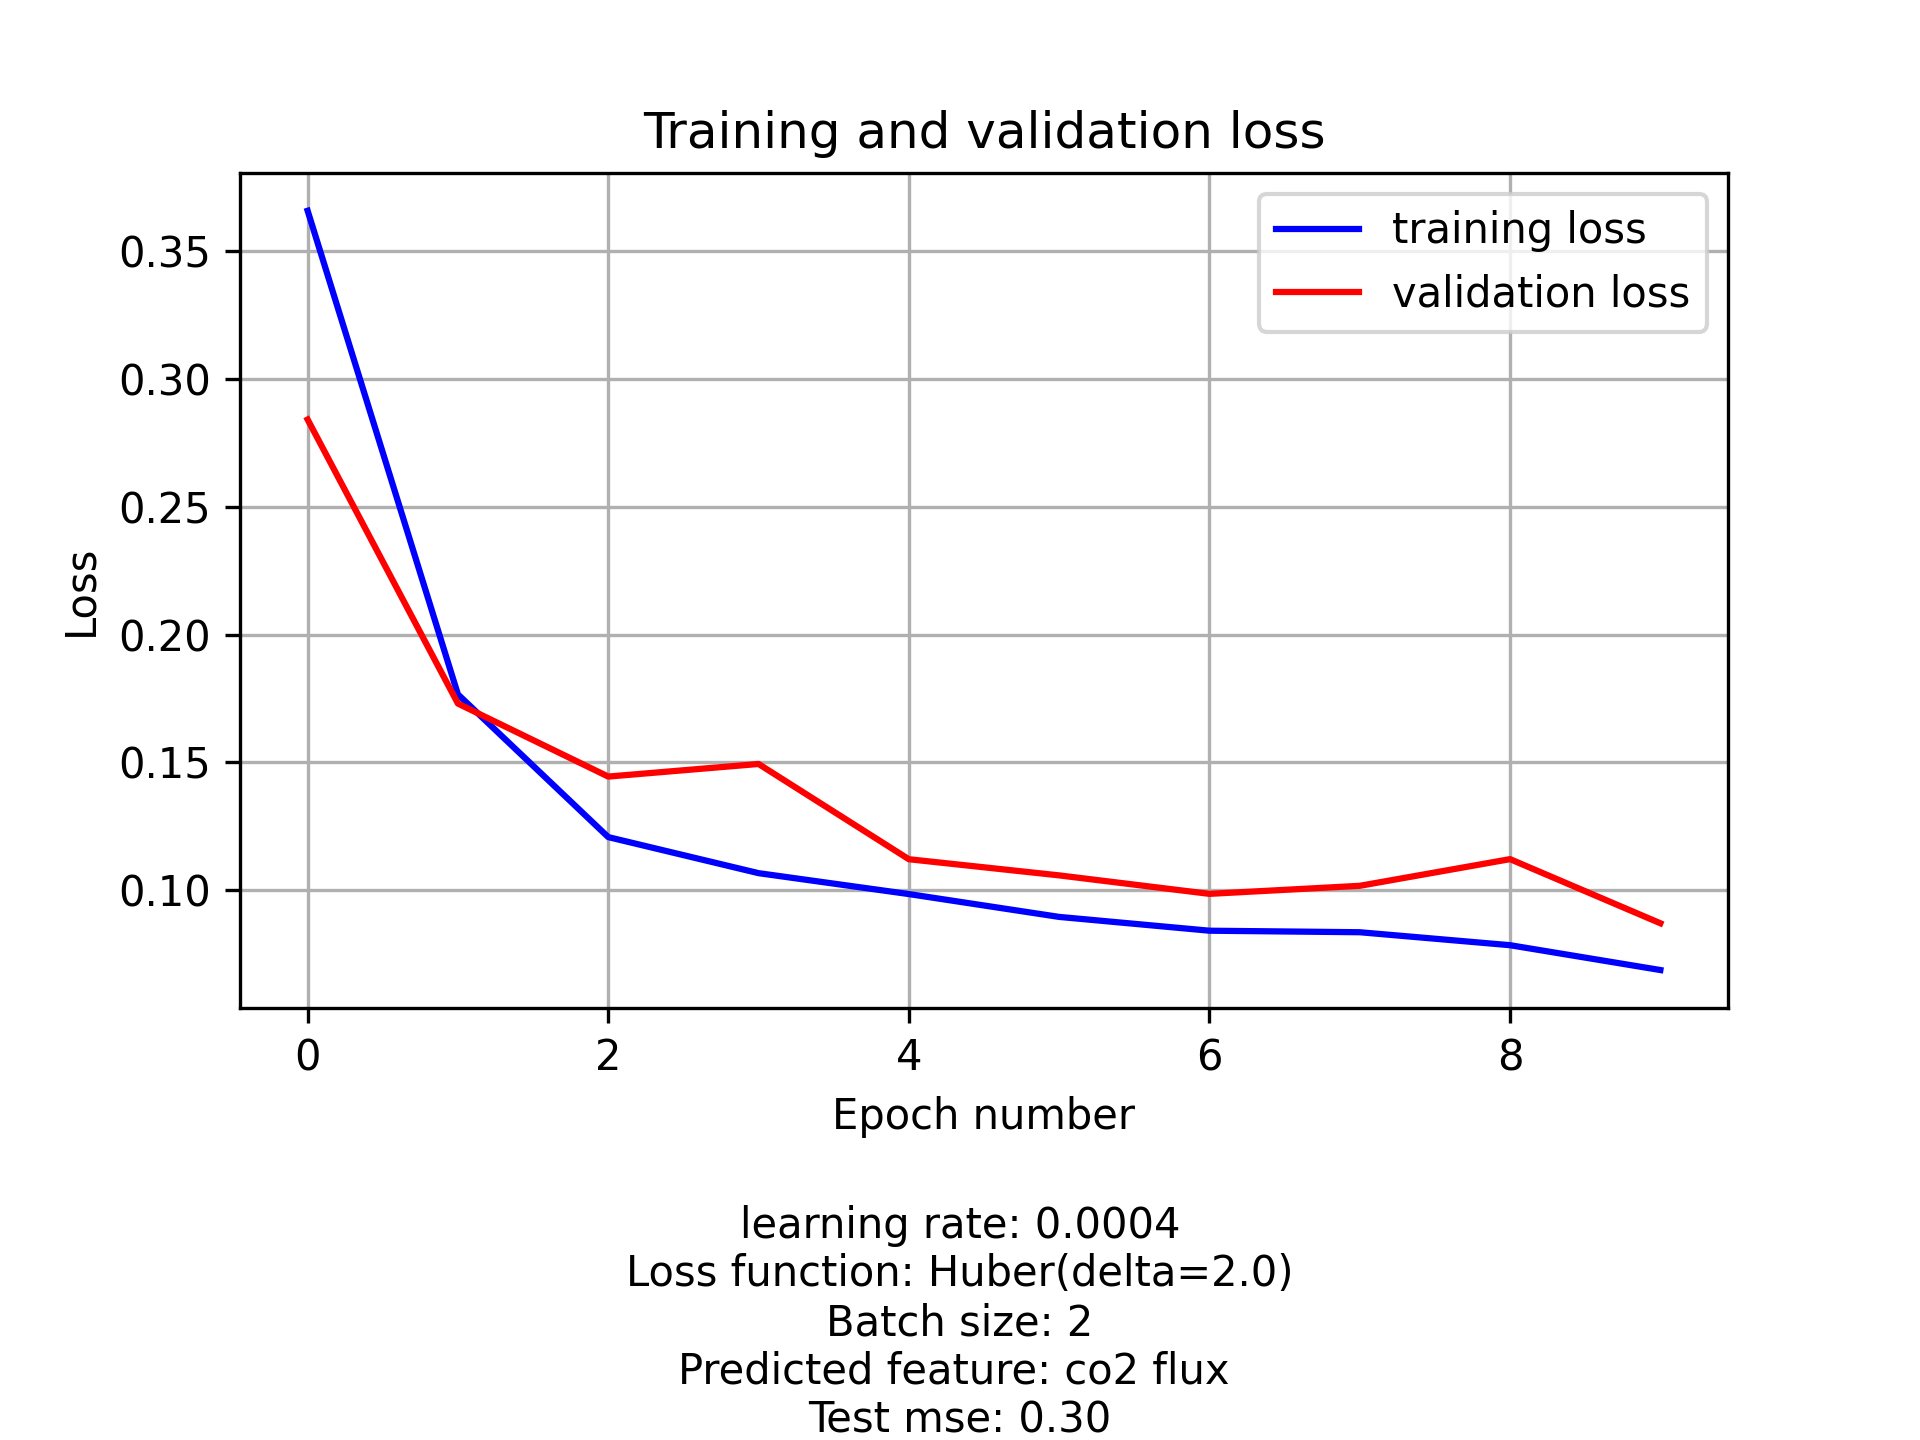 Training and validation loss
training loss
validation loss
0.35
0.30
0.25
0.20
0.15
0.10
Loss
0 2 4 6 8
Epoch number
learning rate: 0.0004
Loss function: Huber(delta=2.0)
Batch size: 2
Predicted feature: co2 flux
Test mse: 0.30